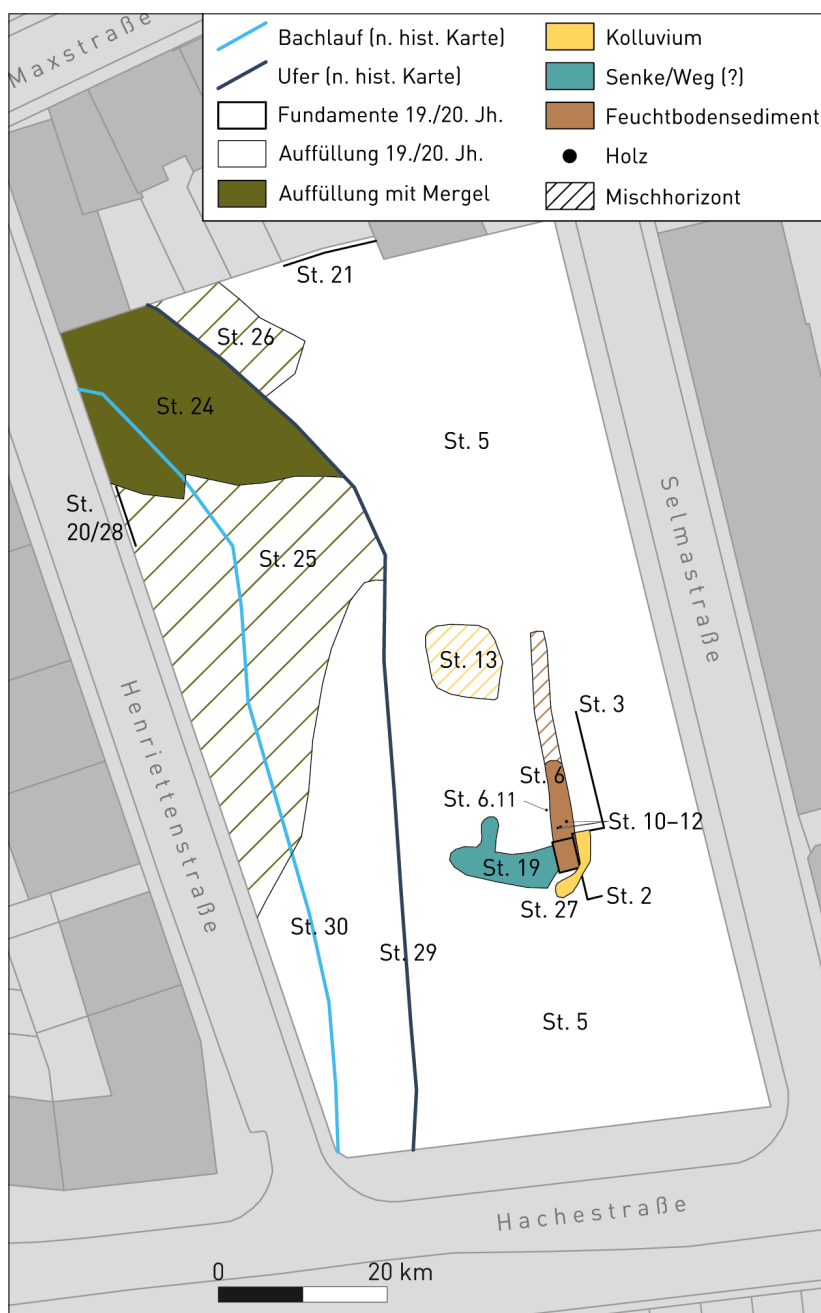 Maxstraße
Bachlauf (n. hist. Karte)
Ufer (n. hist. Karte)
Fundamente 19./20. Jh.
Auffüllung 19./20. Jh.
Auffüllung mit Mergel
Kolluvium
Senke/Weg (?)
Feuchtbodensediment
Holz
Mischhorizont
St. 21
St. 26
St. 24
St. 5
St.
20/28
St. 25
Selmastraße
St. 13
Henriettenstraße
St. 3
St. 6
St. 6.11
St. 10–12
St. 19
St. 2
St. 27
St. 30
St. 29
St. 5
Hachestraße
0 20 km